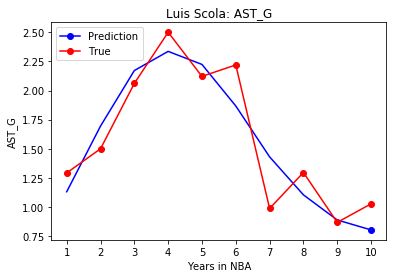 Luis Scola: AST_G
Prediction
True
AST_G
2.50
2.25
2.00
1.75
1.50
1.25
1.00
0.75
1 2 3 4 5 6 7 8 9 10
Years in NBA